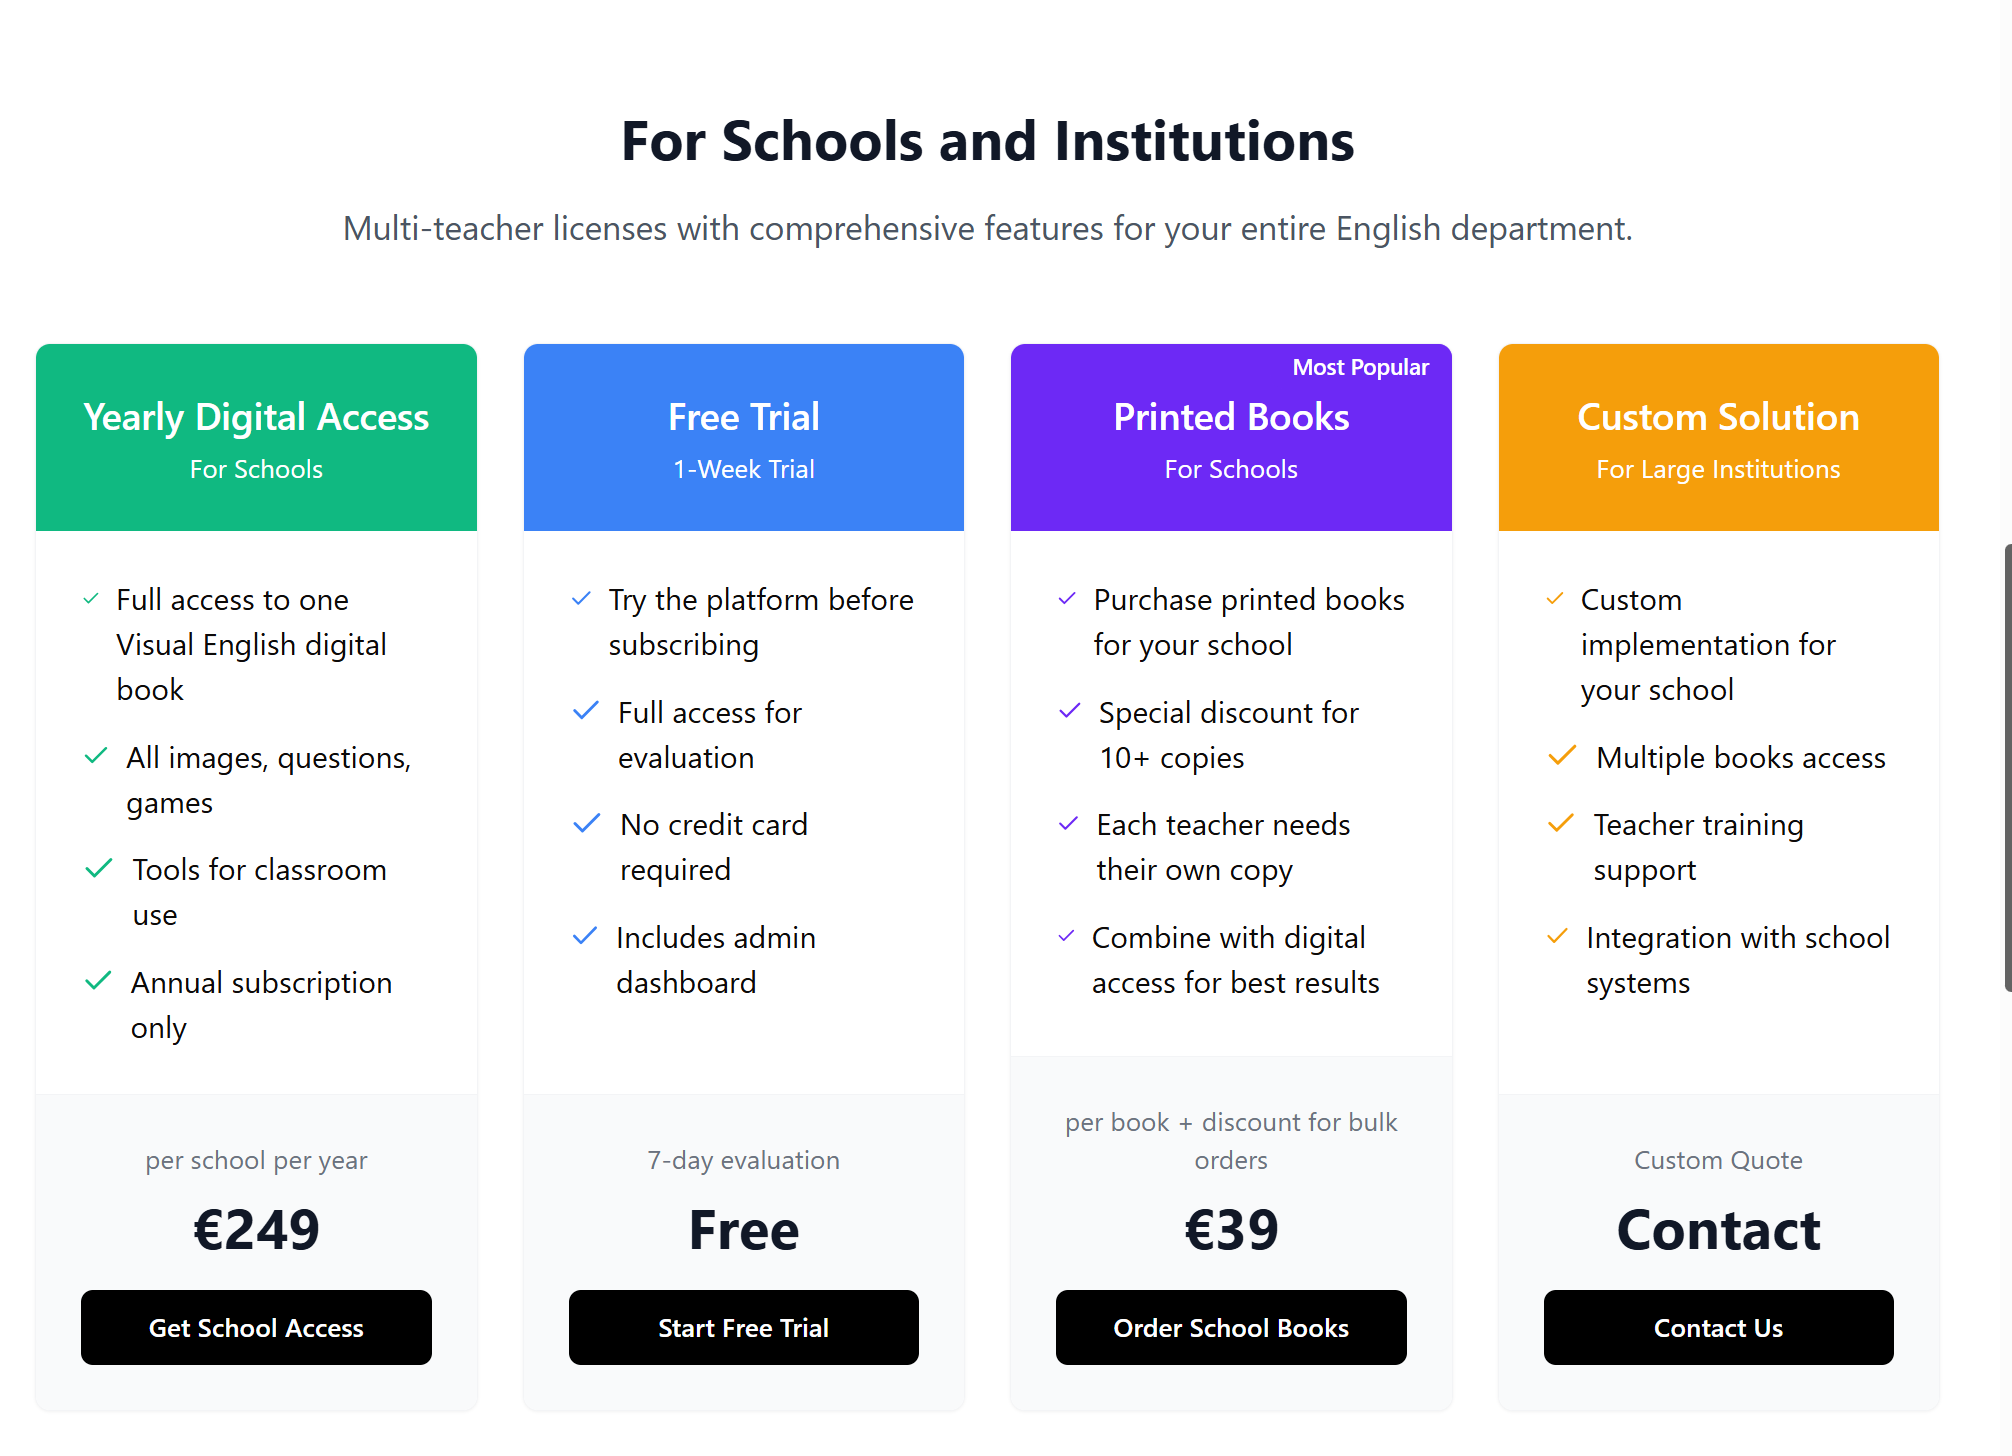 For Schools and Institutions
Multi-teacher licenses with comprehensive features for your entire English department.
Yearly Digital Access
For Schools
Full access to one
Visual English digital
book
All images, questions,
games
Tools for classroom
use
Annual subscription
only
per school per year
€249
Get School Access
Free Trial
1-Week Trial
Try the platform before
subscribing
Full access for
evaluation
No credit card
required
Includes admin
dashboard
7-day evaluation
Free
Start Free Trial
Most Popular
Printed Books
For Schools
Purchase printed books
for your school
Special discount for
10+ copies
Each teacher needs
their own copy
Combine with digital
access for best results
per book + discount for bulk
orders
€39
Order School Books
Custom Solution
For Large Institutions
Custom
implementation for
your school
Multiple books access
Teacher training
support
Integration with school
systems
Custom Quote
Contact
Contact Us